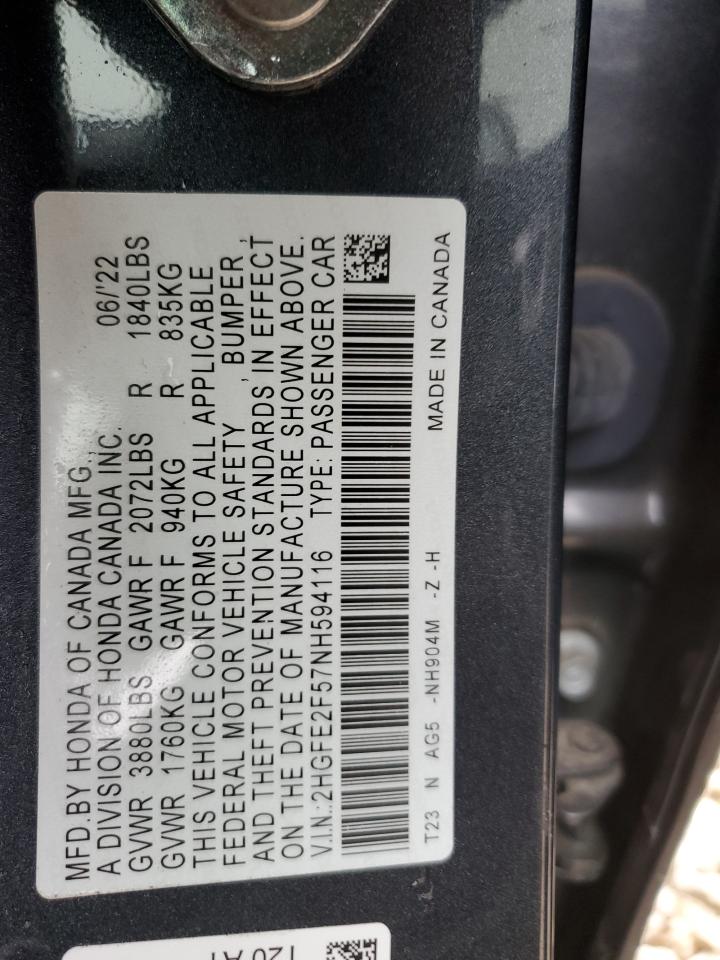 MFD.BY HONDA OF CANADA MFG.,
A DIVISION OF HONDA CANADA INC. 06/'22
GVWR 3880LBS GAWR F 2072LBS R 1840LBS
GVWR 1760KG GAWR F 940KG R 835KG
THIS VEHICLE CONFORMS TO ALL APPLICABLE
FEDERAL MOTOR VEHICLE SAFETY , BUMPER ,
AND THEFT PREVENTION STANDARDS IN EFFECT
ON THE DATE OF MANUFACTURE SHOWN ABOVE.
V.I.N.:2HGFE2F57NH594116 TYPE: PASSENGER CAR
MADE IN CANADA
T23 N AG5 -NH904M -Z -H